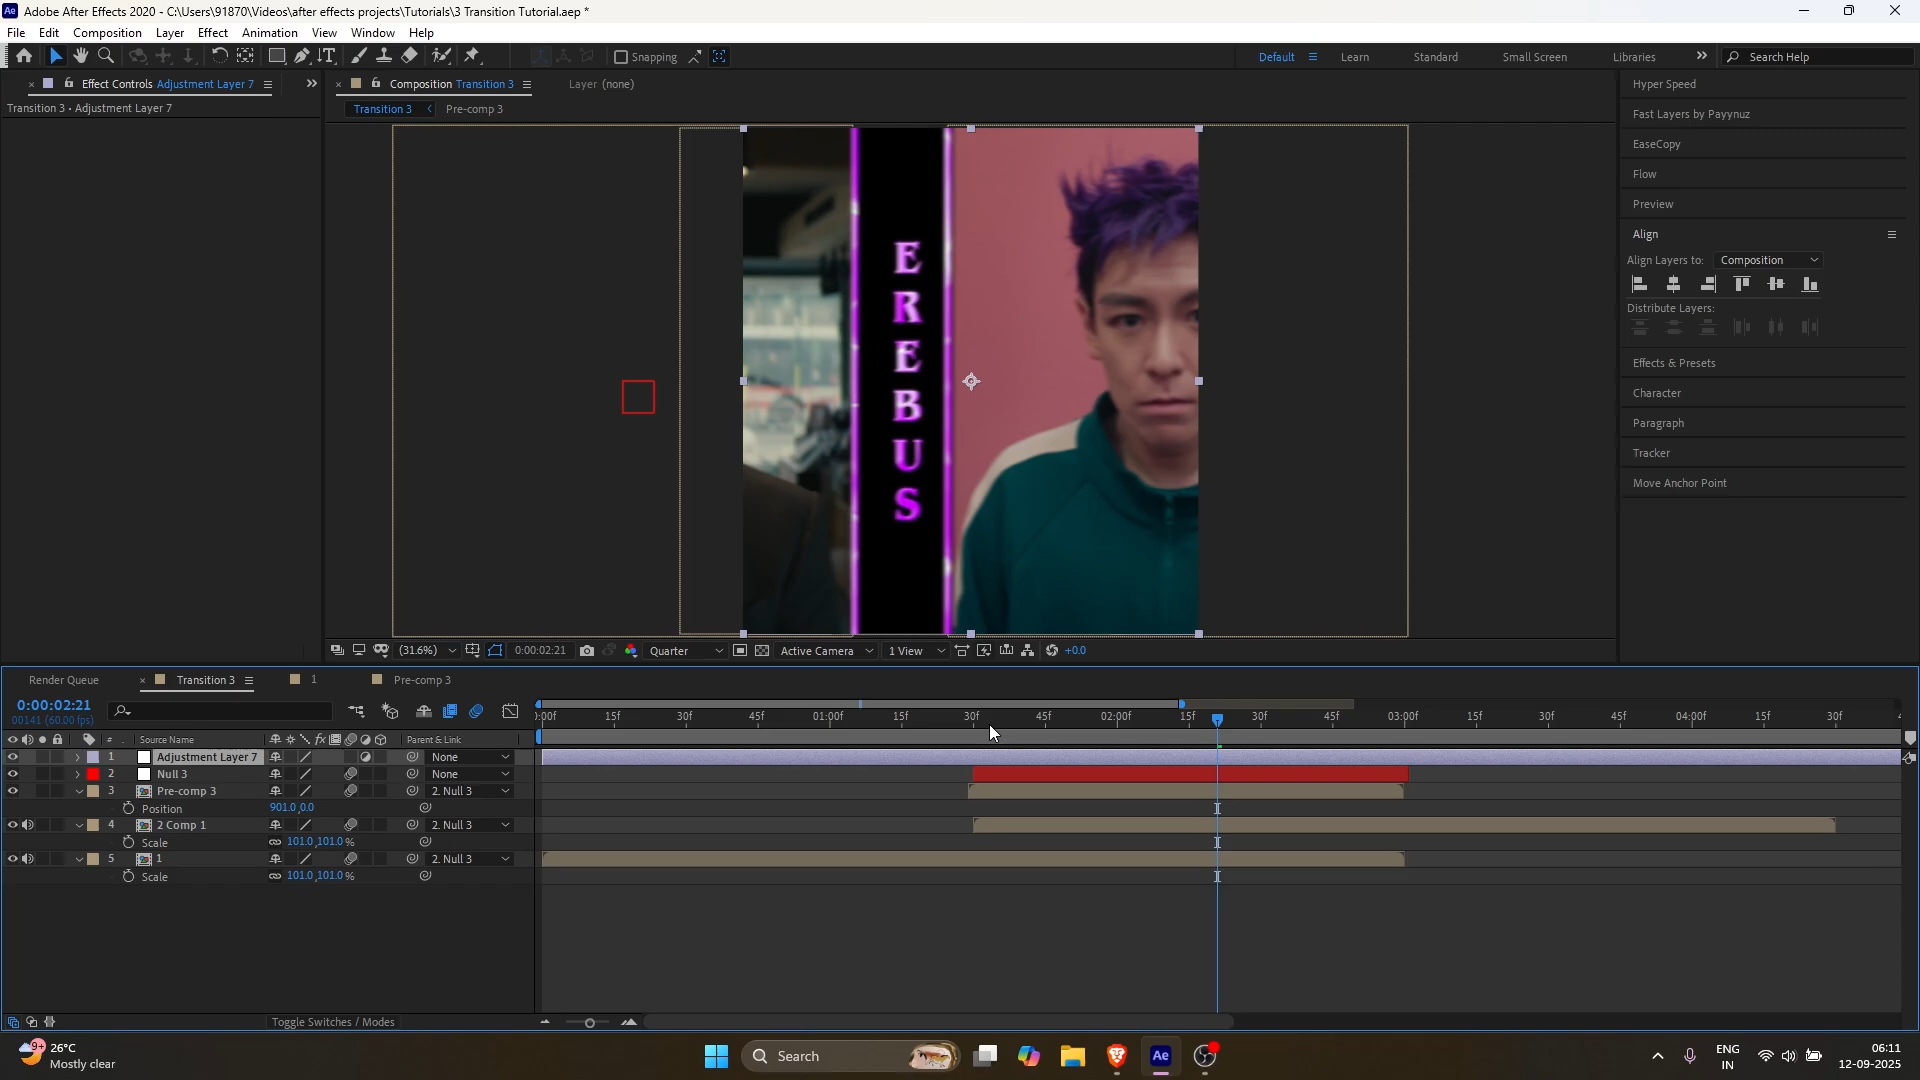 Adobe After Effects 2020 - C:\Users\91870\Videos\after effects projects\Tutorials\3 Transition Tutorial.aep *
File Edit Composition Layer Effect Animation View Window Help
Snapping
Default Learn Standard Small Screen Libraries Search Help
Effect Controls Adjustment Layer 7
Composition Transition 3
Layer (none)
Transition 3 • Adjustment Layer 7
Transition 3 Pre-comp 3
E
R
E
B
U
S
Hyper Speed
Fast Layers by Payynuz
EaseCopy
Flow
Preview
Align
Align Layers to: Composition
Distribute Layers:
Effects & Presets
Character
Paragraph
Tracker
Move Anchor Point
(31.6%) 0:00:02:21 Quarter Active Camera 1 View +0.0
Render Queue Transition 3 1 Pre-comp 3
0:00:02:21
00141 (60.00 fps)
):00f 15f 30f 45f 01:00f 15f 30f 45f 02:00f 15f 30f 45f 03:00f 15f 30f 45f 04:00f 15f 30f
# Source Name fx Parent & Link
1 Adjustment Layer 7 None
2 Null 3 None
3 Pre-comp 3 2. Null 3
Position 901.0,0.0
4 2 Comp 1 2. Null 3
Scale 101.0,101.0%
5 1 2. Null 3
Scale 101.0,101.0%
Toggle Switches / Modes
9+ 26°C
Mostly clear
Search
Ae
ENG
IN
06:11
12-09-2025